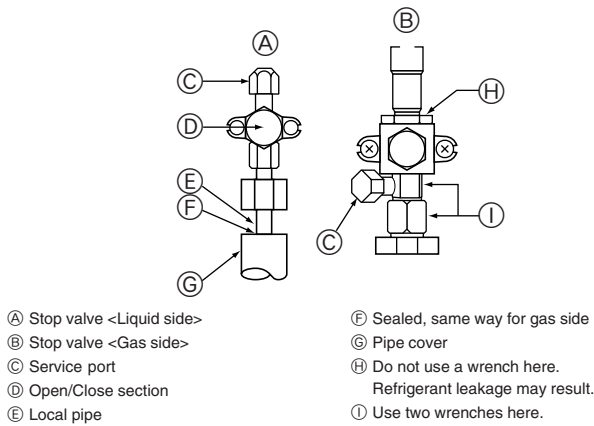 Ⓐ
Ⓑ
Ⓒ
Ⓗ
Ⓓ
Ⓔ
Ⓕ
Ⓒ
Ⓘ
Ⓖ
Ⓐ Stop valve <Liquid side>
Ⓑ Stop valve <Gas side>
Ⓒ Service port
Ⓓ Open/Close section
Ⓔ Local pipe
Ⓕ Sealed, same way for gas side
Ⓖ Pipe cover
Ⓗ Do not use a wrench here.
Refrigerant leakage may result.
Ⓘ Use two wrenches here.